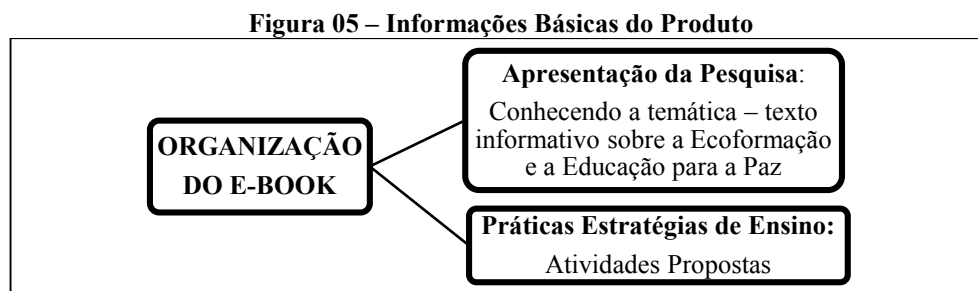 Figura 05 – Informações Básicas do Produto
ORGANIZAÇÃO
DO E-BOOK
Apresentação da Pesquisa:
Conhecendo a temática – texto
informativo sobre a Ecoformação
e a Educação para a Paz
Práticas Estratégias de Ensino:
Atividades Propostas